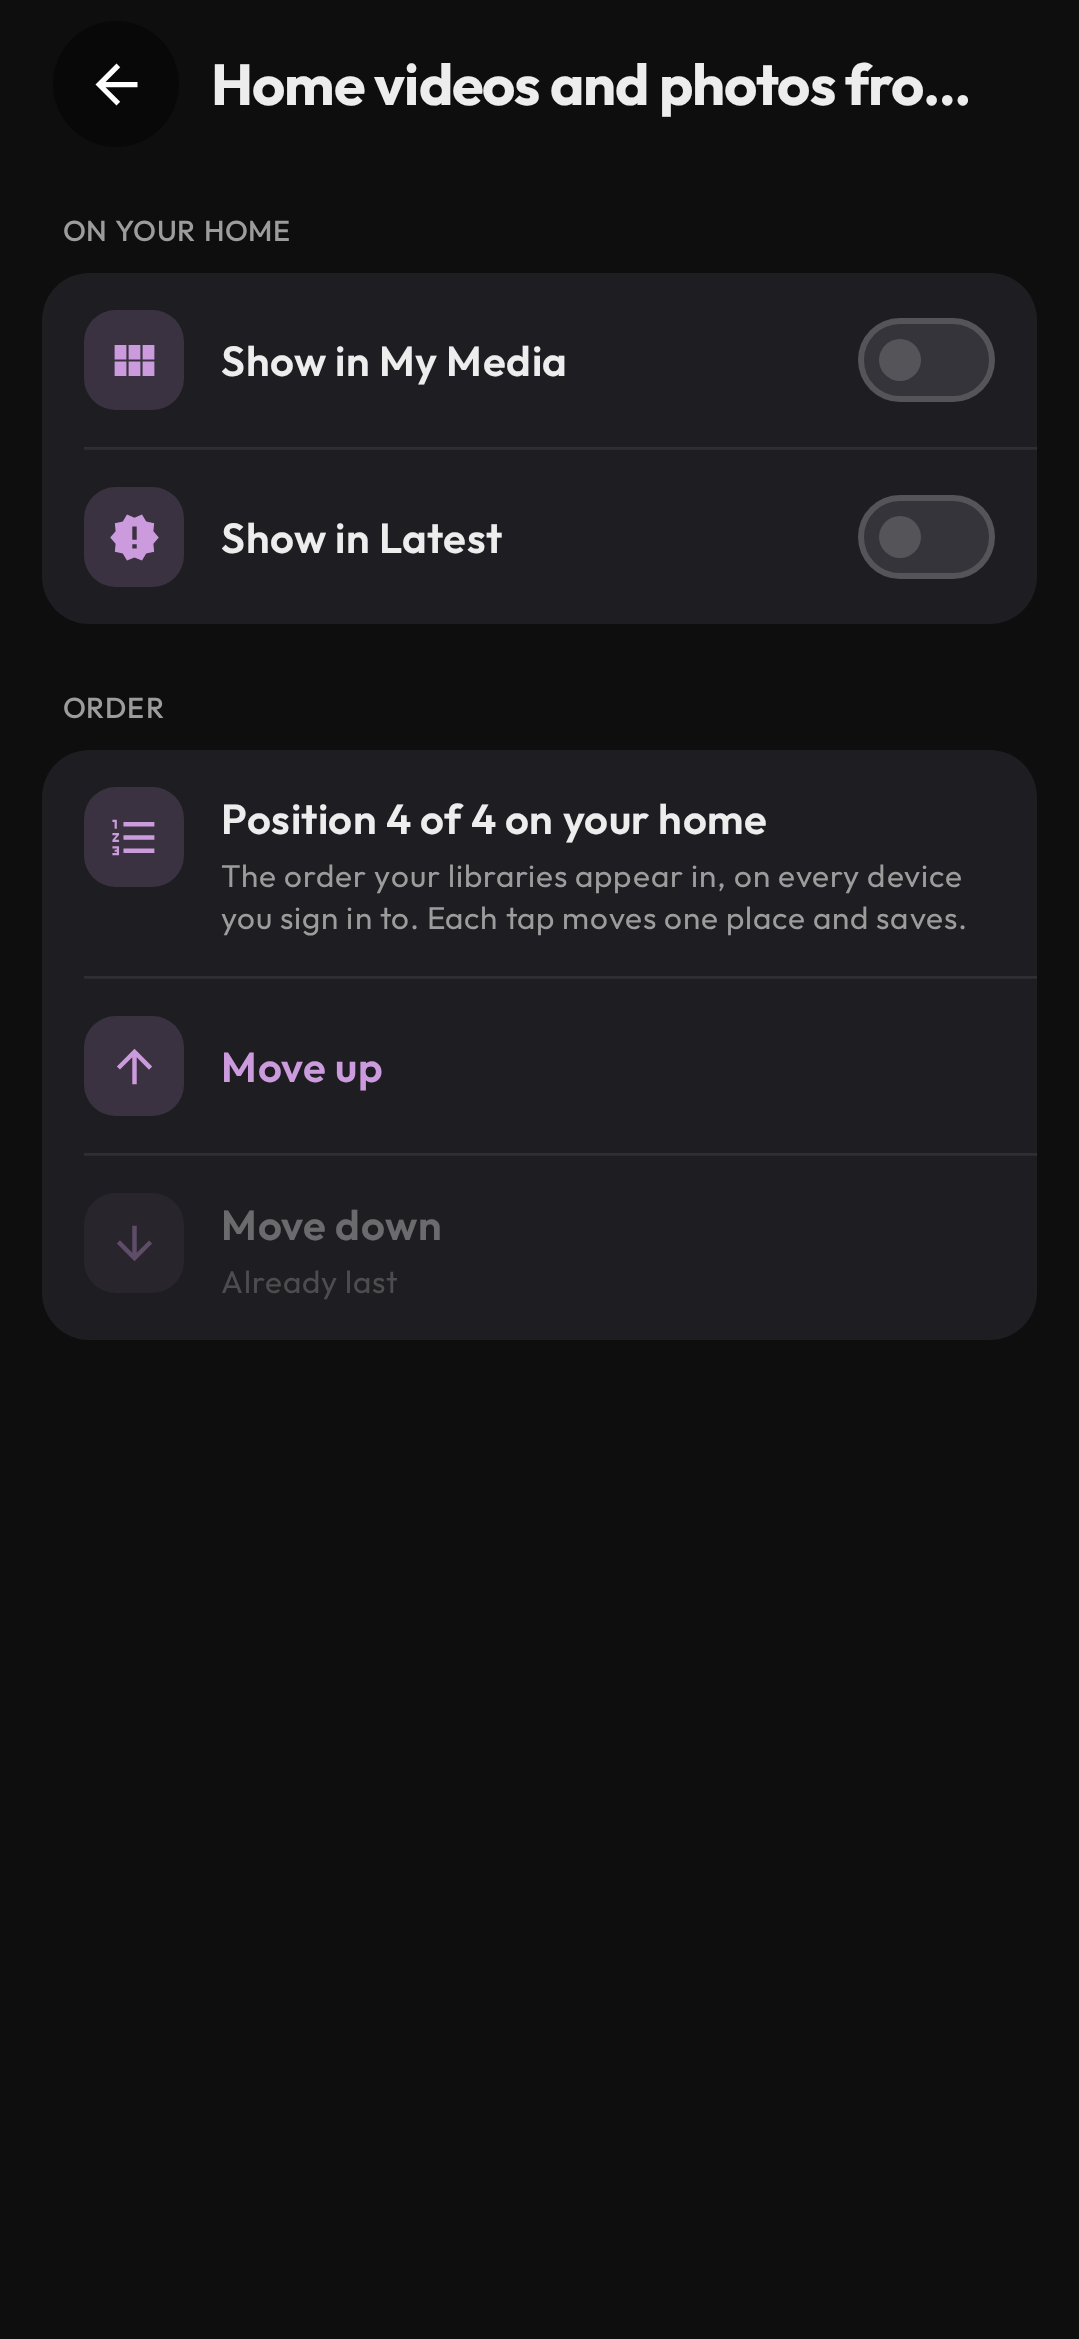 Home videos and photos fro...
ON YOUR HOME
Show in My Media
Show in Latest
ORDER
Position 4 of 4 on your home
The order your libraries appear in, on every device
you sign in to. Each tap moves one place and saves.
Move up
Move down
Already last